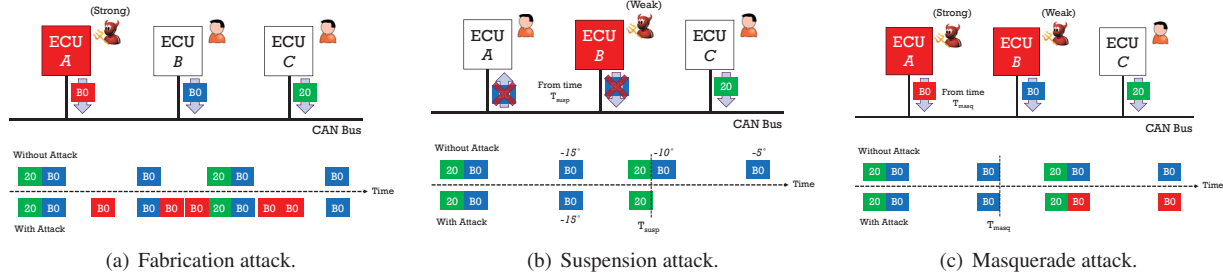 (Strong)
ECU
A
ECU
B
ECU
C
B0
B0
20
CAN Bus
Without Attack
20 B0 B0 20 B0 B0
Time
20 B0 B0 B0 B0 B0 20 B0 B0 B0 B0
With Attack
(a) Fabrication attack.
(Weak)
ECU
A
ECU
B
ECU
C
From time
Tsusp
20
CAN Bus
Without Attack
-15° -10° -5°
20 B0 B0 20 B0 B0
Time
20 B0 B0 20
With Attack
-15°
Tsusp
(b) Suspension attack.
(Strong)
(Weak)
ECU
A
ECU
B
ECU
C
B0
From time
Tmasq
B0
20
CAN Bus
Without Attack
20 B0 B0 20 B0 B0
Time
20 B0 B0 20 B0 B0
With Attack
Tmasq
(c) Masquerade attack.